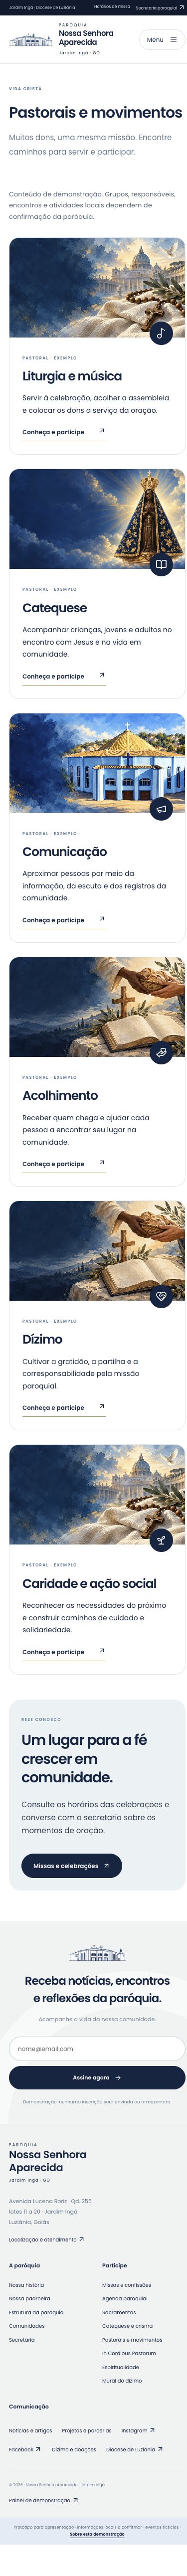 Jardim Ingá · Diocese de Luziânia
Horários de missa
Secretaria paroquial
PARÓQUIA
Nossa Senhora
Aparecida
Jardim Ingá · GO
Menu
VIDA CRISTÃ
Pastorais e movimentos
Muitos dons, uma mesma missão. Encontre
caminhos para servir e participar.
Conteúdo de demonstração. Grupos, responsáveis,
encontros e atividades locais dependem de
confirmação da paróquia.
PASTORAL · EXEMPLO
Liturgia e música
Servir à celebração, acolher a assembleia
e colocar os dons a serviço da oração.
Conheça e participe
PASTORAL · EXEMPLO
Catequese
Acompanhar crianças, jovens e adultos no
encontro com Jesus e na vida em
comunidade.
Conheça e participe
PASTORAL · EXEMPLO
Comunicação
Aproximar pessoas por meio da
informação, da escuta e dos registros da
comunidade.
Conheça e participe
PASTORAL · EXEMPLO
Acolhimento
Receber quem chega e ajudar cada
pessoa a encontrar seu lugar na
comunidade.
Conheça e participe
PASTORAL · EXEMPLO
Dízimo
Cultivar a gratidão, a partilha e a
corresponsabilidade pela missão
paroquial.
Conheça e participe
PASTORAL · EXEMPLO
Caridade e ação social
Reconhecer as necessidades do próximo
e construir caminhos de cuidado e
solidariedade.
Conheça e participe
REZE CONOSCO
Um lugar para a fé
crescer em
comunidade.
Consulte os horários das celebrações e
converse com a secretaria sobre os
momentos de oração.
Missas e celebrações
Receba notícias, encontros
e reflexões da paróquia.
Acompanhe a vida da nossa comunidade.
nome@email.com
Assine agora
Demonstração: nenhuma inscrição será enviada ou armazenada.
PARÓQUIA
Nossa Senhora
Aparecida
Jardim Ingá · GO
Avenida Lucena Roriz · Qd. 255
lotes 11 a 20 · Jardim Ingá
Luziânia, Goiás
Localização e atendimento
A paróquia
Nossa história
Nossa padroeira
Estrutura da paróquia
Comunidades
Secretaria
Participe
Missas e confissões
Agenda paroquial
Sacramentos
Catequese e crisma
Pastorais e movimentos
In Cordibus Pastorum
Espiritualidade
Mural do dízimo
Comunicação
Notícias e artigos
Projetos e parcerias
Instagram
Facebook
Dízimo e doações
Diocese de Luziânia
© 2026 · Nossa Senhora Aparecida · Jardim Ingá
Painel de demonstração
Protótipo para apresentação · informações locais a confirmar · eventos fictícios
Sobre esta demonstração